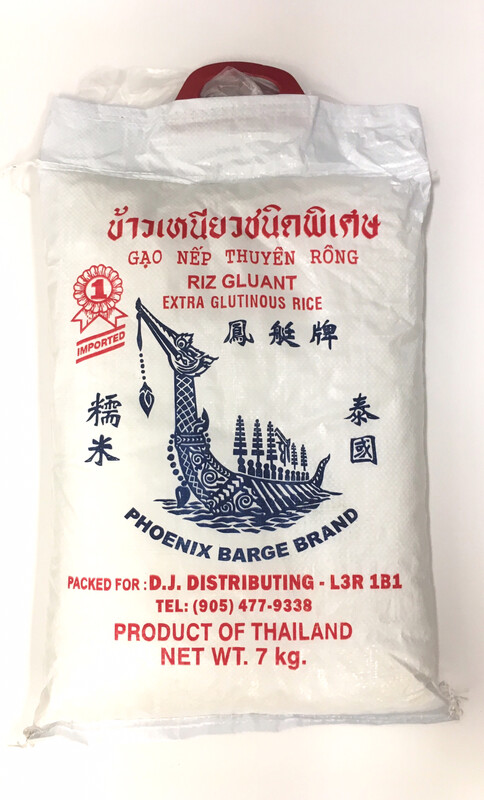 ข้าวเหนียวชนิดพิเศษ
GẠO NẾP THUYỀN RỒNG
RIZ GLUANT
EXTRA GLUTINOUS RICE
1
IMPORTED
鳳艇牌
糯米
泰國
PHOENIX BARGE BRAND
PACKED FOR : D.J. DISTRIBUTING - L3R 1B1
TEL: (905) 477-9338
PRODUCT OF THAILAND
NET WT. 7 kg.